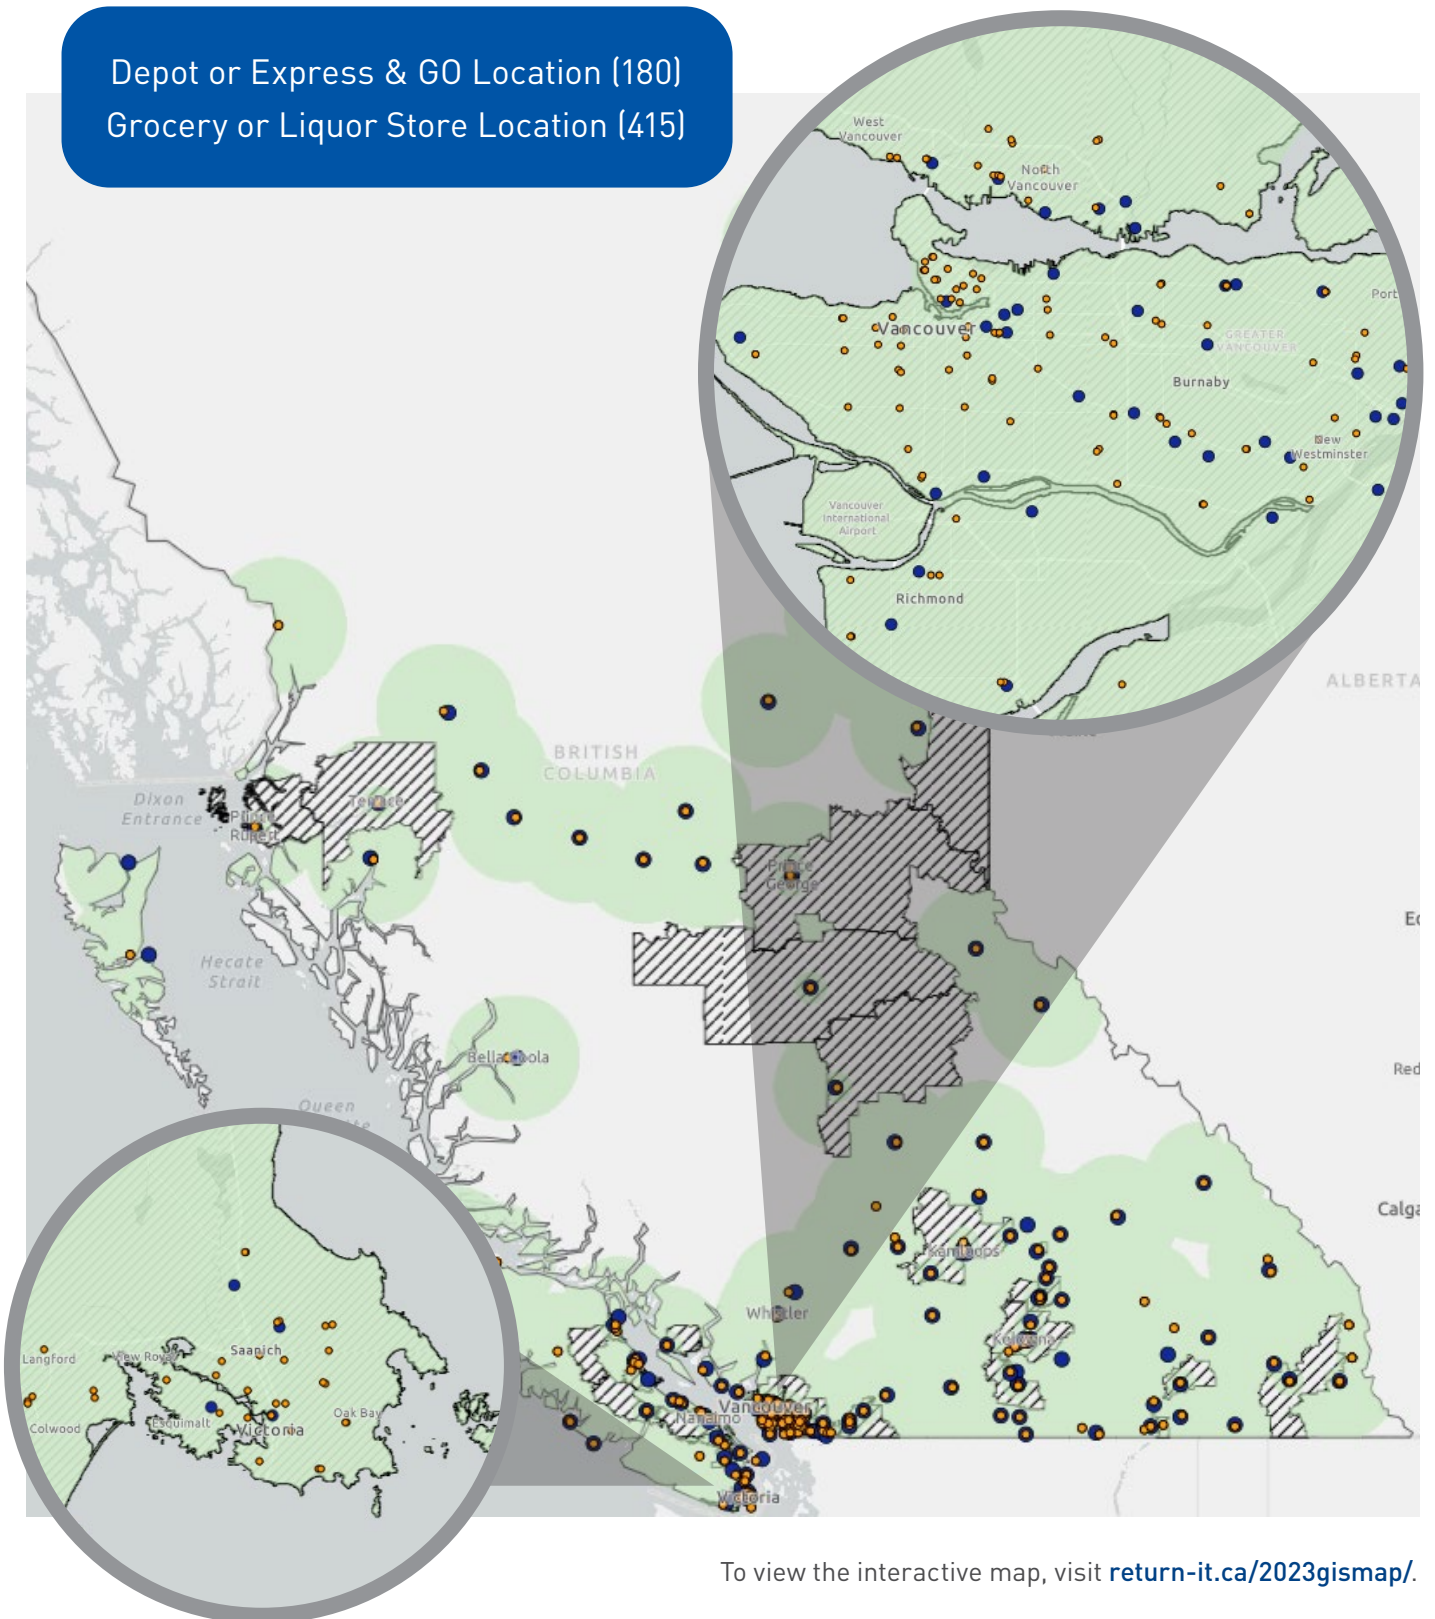 Depot or Express & GO Location (180)
Grocery or Liquor Store Location (415)
West
Vancouver
North
Vancouver
Port
Vancouver
GREATER
VANCOUVER
Burnaby
New
Westminster
Vancouver
International
Airport
Richmond
ALBERTA
BRITISH
COLUMBIA
Dixon
Entrance
Prince
Rupert
Terrace
Prince
George
Hecate
Strait
Bella Coola
Red
Queen
Calga
Kamloops
Whistler
Kelowna
Langford
View Royal
Saanich
Colwood
Esquimalt
Victoria
Oak Bay
Vancouver
Nanaimo
Victoria
To view the interactive map, visit return-it.ca/2023gismap/.